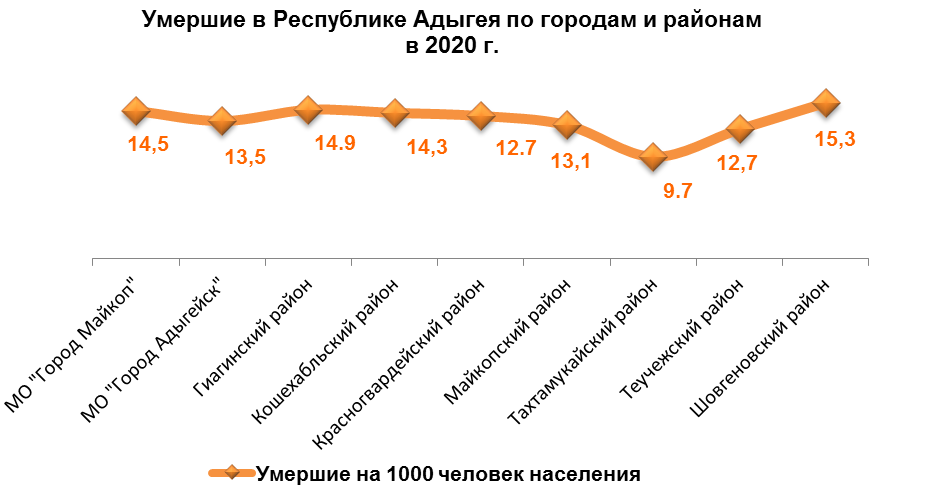 Умершие в Республике Адыгея по городам и районам
в 2020 г.
14,5
13,5
14.9
14,3
12.7
13,1
9.7
12,7
15,3
МО "Город Майкоп"
МО "Город Адыгейск"
Гиагинский район
Кошехабльский район
Красногвардейский район
Майкопский район
Тахтамукайский район
Теучежский район
Шовгеновский район
Умершие на 1000 человек населения